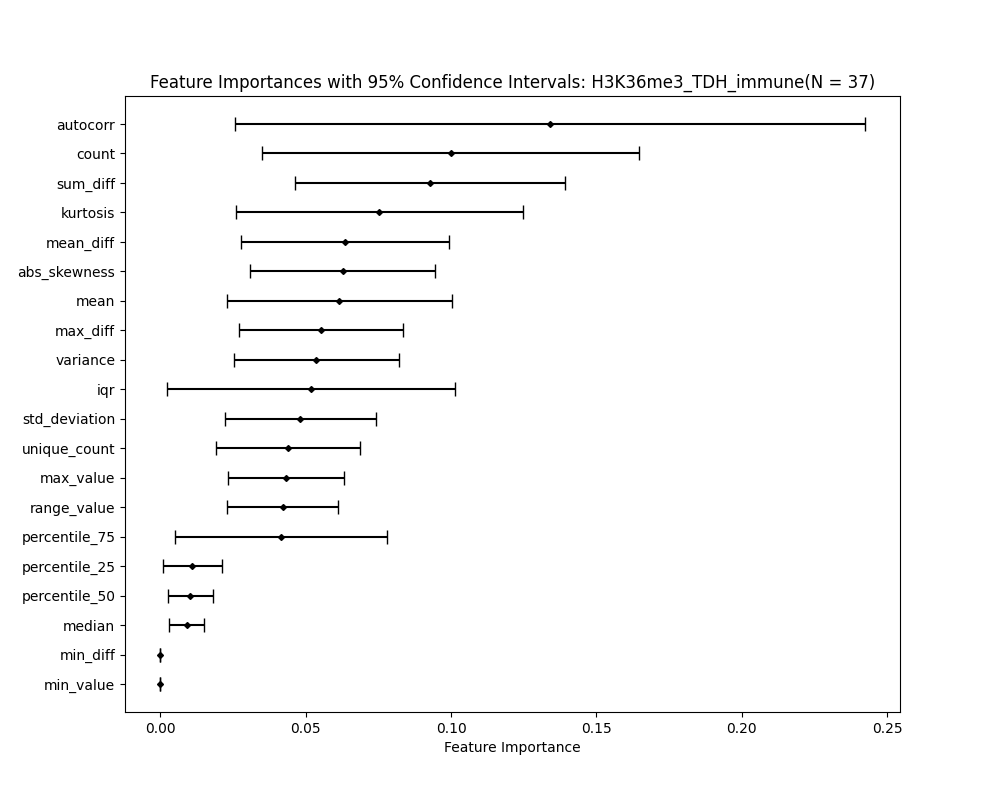 Feature Importances with 95% Confidence Intervals: H3K36me3_TDH_immune(N = 37)
autocorr
count
sum_diff
kurtosis
mean_diff
abs_skewness
mean
max_diff
variance
iqr
std_deviation
unique_count
max_value
range_value
percentile_75
percentile_25
percentile_50
median
min_diff
min_value
0.00 0.05 0.10 0.15 0.20 0.25
Feature Importance